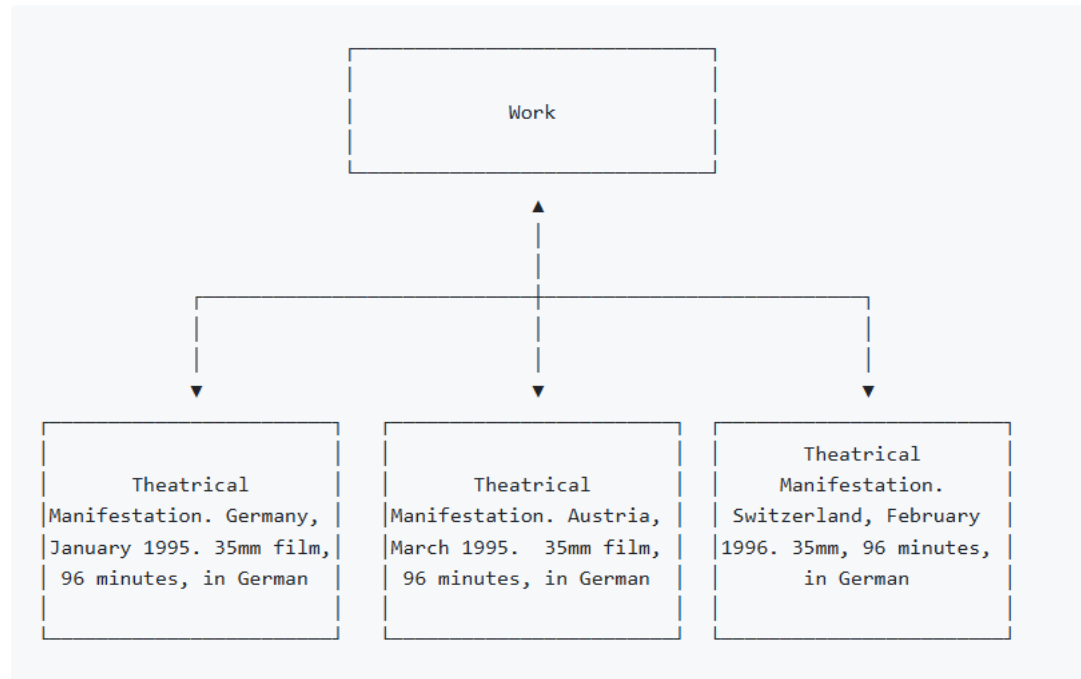 Work
Theatrical
Manifestation. Germany,
January 1995. 35mm film,
96 minutes, in German
Theatrical
Manifestation. Austria,
March 1995.  35mm film,
96 minutes, in German
Theatrical
Manifestation.
Switzerland, February
1996. 35mm, 96 minutes,
in German